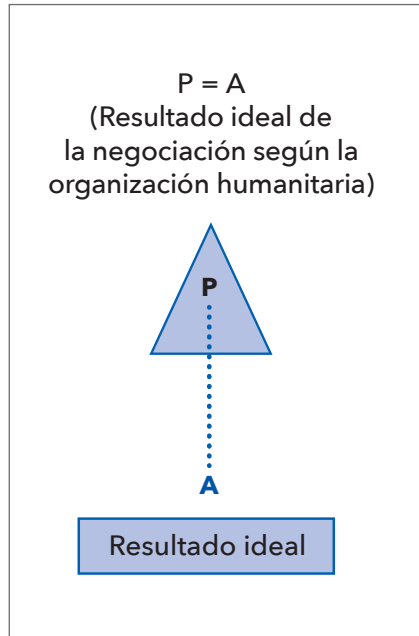 P = A
(Resultado ideal de
la negociación según la
organización humanitaria)
P
A
Resultado ideal